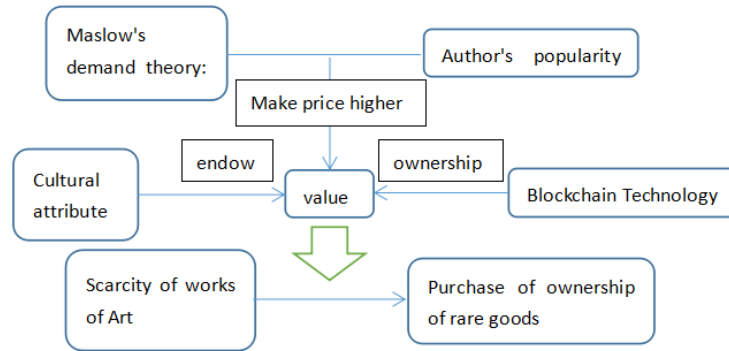 Maslow's
demand theory:
Author's popularity
Make price higher
endow
ownership
Cultural
attribute
value
Blockchain Technology
Scarcity of works
of Art
Purchase of ownership
of rare goods